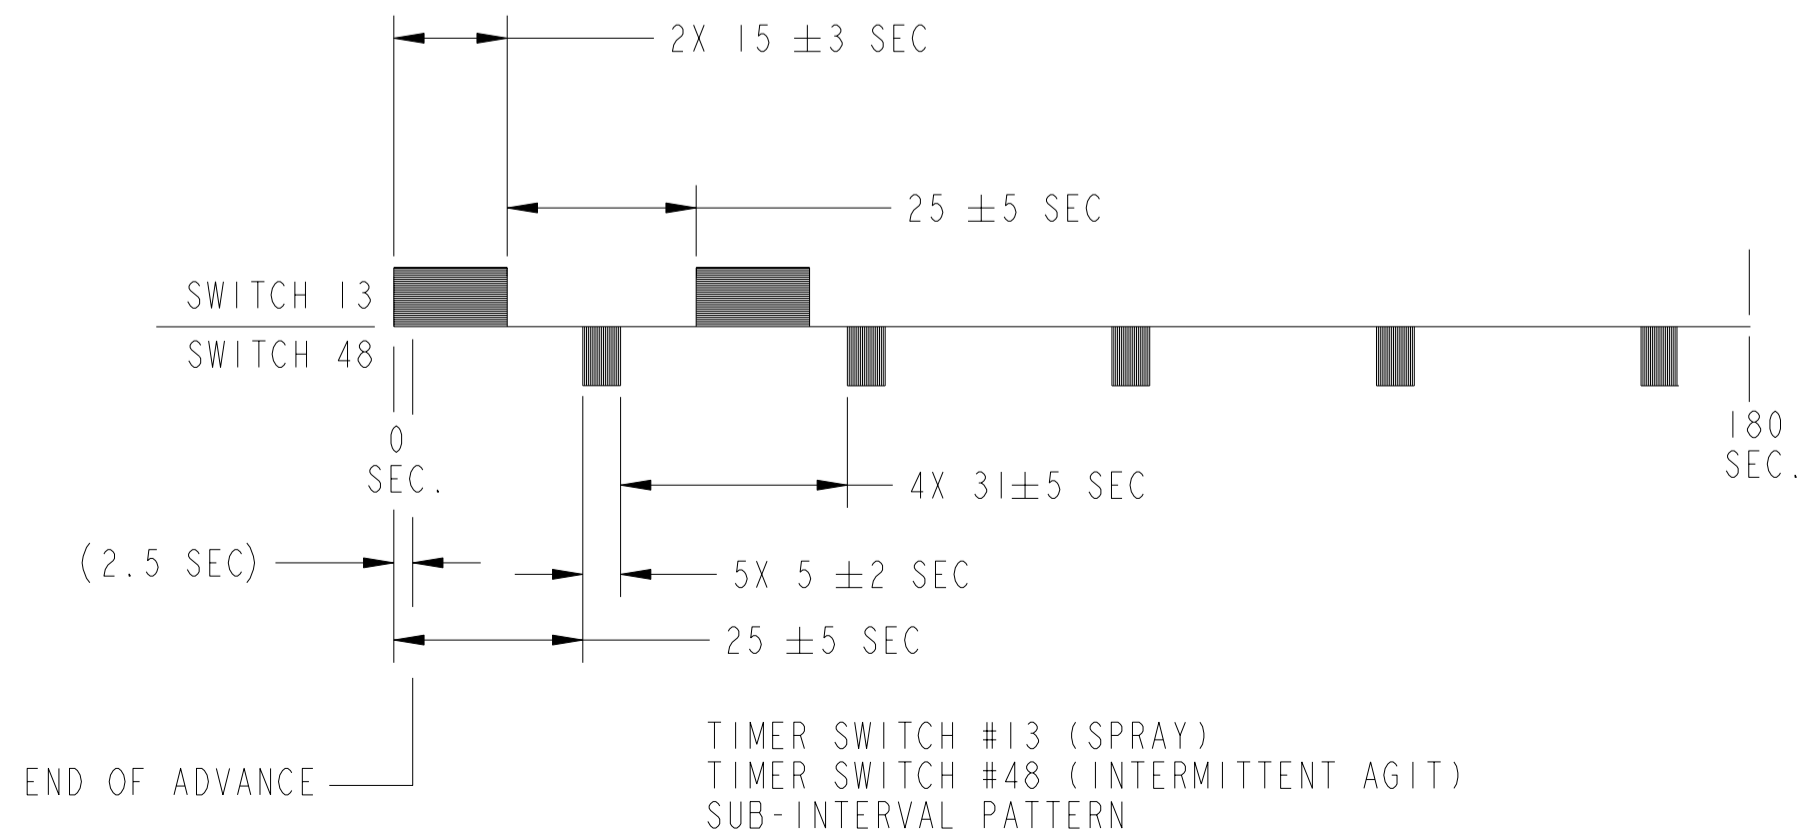 2X 15 ±3 SEC
25 ±5 SEC
SWITCH 13
SWITCH 48
0
SEC.
180
SEC.
4X 31±5 SEC
(2.5 SEC)
5X 5 ±2 SEC
25 ±5 SEC
END OF ADVANCE
TIMER SWITCH #13 (SPRAY)
TIMER SWITCH #48 (INTERMITTENT AGIT)
SUB-INTERVAL PATTERN